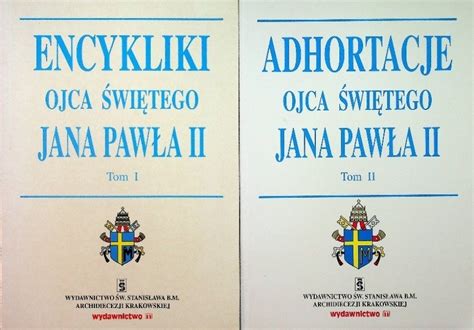 ENCYKLIKI
OJCA ŚWIĘTEGO
JANA PAWŁA II
Tom I
WYDAWNICTWO ŚW. STANISŁAWA B.M.
ARCHIDIECEZJI KRAKOWSKIEJ
wydawnictwo
ADHORTACJE
OJCA ŚWIĘTEGO
JANA PAWŁA II
Tom II
WYDAWNICTWO ŚW. STANISŁAWA B.M.
ARCHIDIECEZJI KRAKOWSKIEJ
wydawnictwo